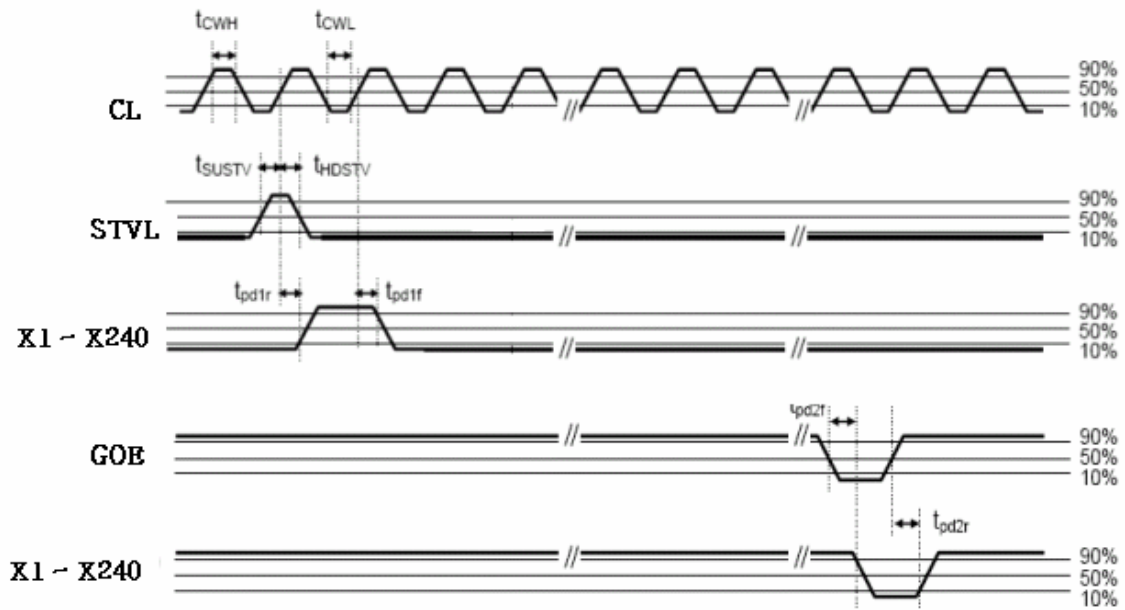 tCWH tCWL
CL 90%
50%
10%
tSUSTV tHDSTV
STVL 90%
50%
10%
tpd1r tpd1f
X1 - X240 90%
50%
10%
tpd2f
GOE 90%
50%
10%
tpd2r
X1 - X240 90%
50%
10%